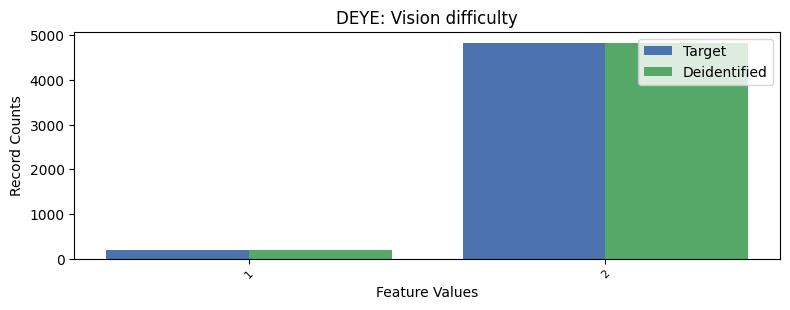 DEYE: Vision difficulty
Target
Deidentified
Record Counts
5000
4000
3000
2000
1000
0
1
2
Feature Values